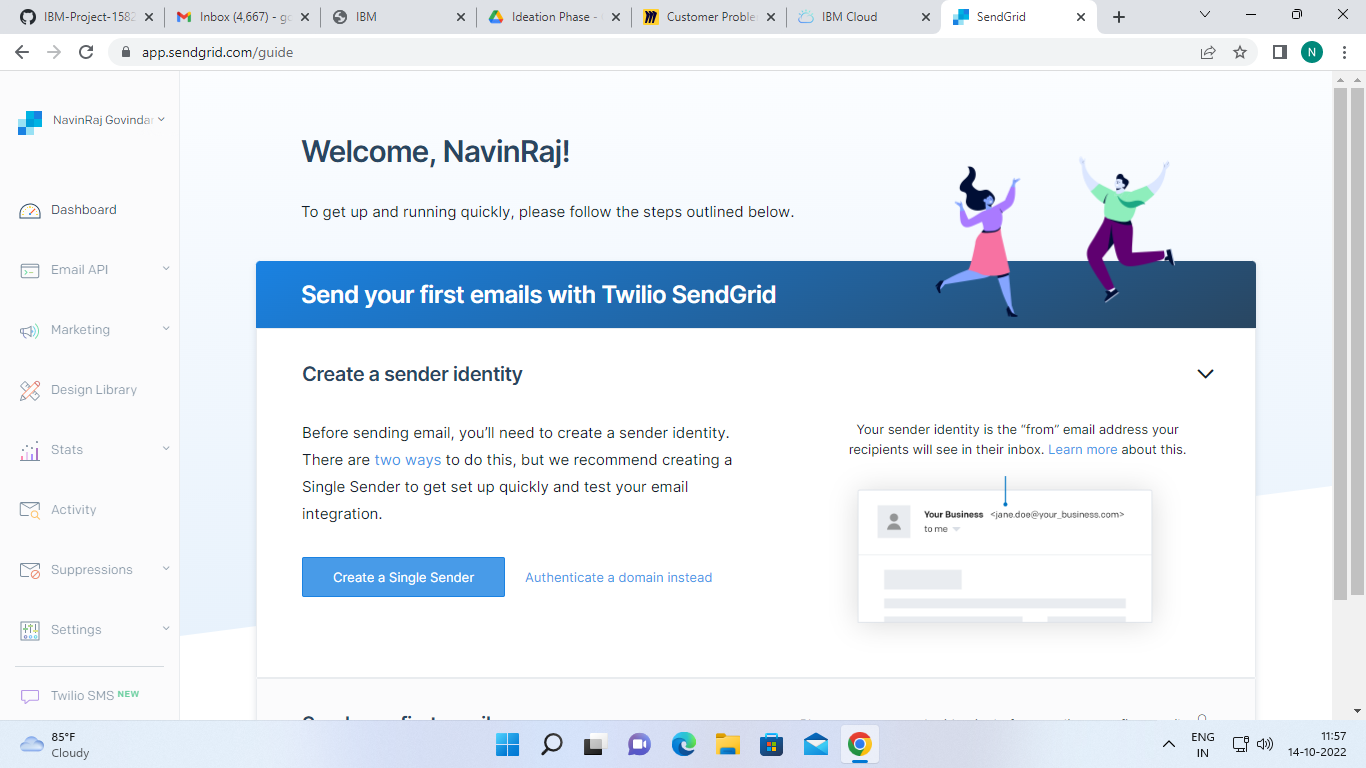 IBM-Project-1582
Inbox (4,667) - go
IBM
Ideation Phase -
Customer Proble
IBM Cloud
SendGrid
app.sendgrid.com/guide
N
NavinRaj Govindar
Dashboard
Email API
Marketing
Design Library
Stats
Activity
Suppressions
Settings
Twilio SMS NEW
Welcome, NavinRaj!
To get up and running quickly, please follow the steps outlined below.
Send your first emails with Twilio SendGrid
Create a sender identity
Before sending email, you’ll need to create a sender identity.
There are two ways to do this, but we recommend creating a
Single Sender to get set up quickly and test your email
integration.
Create a Single Sender
Authenticate a domain instead
Your sender identity is the “from” email address your
recipients will see in their inbox. Learn more about this.
Your Business <jane.doe@your_business.com>
to me
85°F
Cloudy
ENG
IN
11:57
14-10-2022